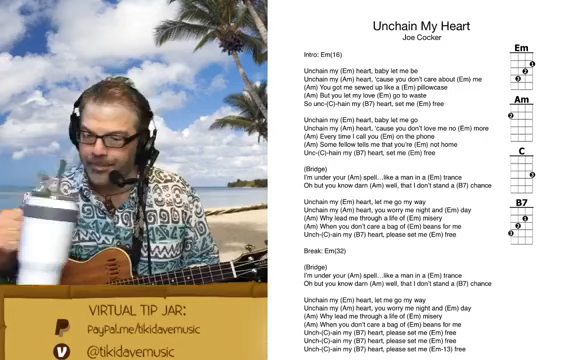 Unchain My Heart
Joe Cocker
Intro: Em(16)
Unchain my (Em) heart, baby let me be
Unchain my (Am) heart, 'cause you don't care about (Em) me
(Am) You got me sewed up like a (Em) pillowcase
(Am) But you let my love (Em) go to waste
So unc-(C)-hain my (B7) heart, set me (Em) free
Unchain my (Em) heart, baby let me go
Unchain my (Am) heart, 'cause you don't love me no (Em) more
(Am) Every time I call you (Em) on the phone
(Am) Some fellow tells me that you're (Em) not home
Unc-(C)-hain my (B7) heart, set me (Em) free
(Bridge)
I'm under your (Am) spell...like a man in a (Em) trance
Oh but you know darn (Am) well, that I don't stand a (B7) chance
Unchain my (Em) heart, let me go my way
Unchain my (Am) heart, you worry me night and (Em) day
(Am) Why lead me through a life of (Em) misery
(Am) When you don't care a bag of (Em) beans for me
Unch-(C)-ain my (B7) heart, please set me (Em) free
Break: Em(32)
(Bridge)
I'm under your (Am) spell...like a man in a (Em) trance
Oh but you know darn (Am) well, that I don't stand a (B7) chance
Unchain my (Em) heart, let me go my way
Unchain my (Am) heart, you worry me night and (Em) day
(Am) Why lead me through a life of (Em) misery
(Am) When you don't care a bag of (Em) beans for me
Unch-(C)-ain my (B7) heart, please set me (Em) free
Unch-(C)-ain my (B7) heart, please set me (Em) free
Unch-(C)-ain my (B7) heart, please set me (Em-13) free
Em
1
2
3
Am
2
C
3
B7
1
2
3
VIRTUAL TIP JAR:
PayPal.me/tikidavemusic
@tikidavemusic